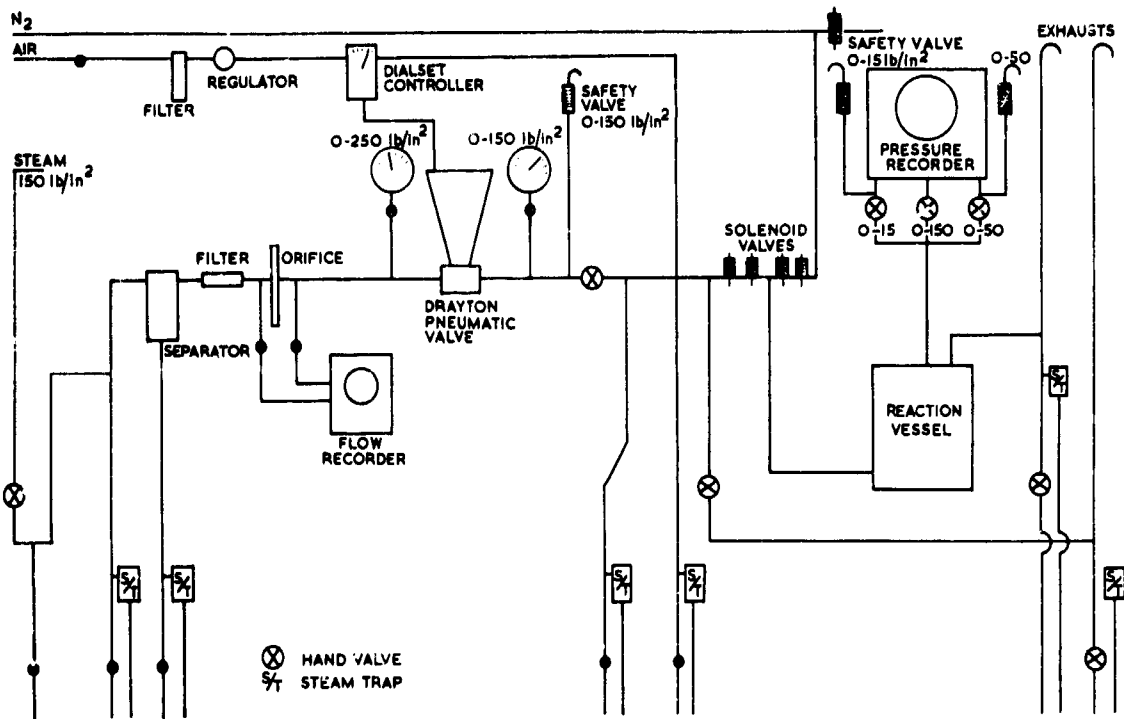 N2
AIR
FILTER
REGULATOR
DIALSET
CONTROLLER
SAFETY
VALVE
0-150 lb/in2
SAFETY VALVE
0-15 lb/in2
0-50
EXHAUSTS
PRESSURE
RECORDER
0-15
0-150
0-50
STEAM
150 lb/in2
0-250 lb/in2
0-150 lb/in2
SOLENOID
VALVES
FILTER
ORIFICE
DRAYTON
PNEUMATIC
VALVE
SEPARATOR
FLOW
RECORDER
REACTION
VESSEL
S/T
S/T
S/T
S/T
S/T
S/T
HAND VALVE
S/T STEAM TRAP